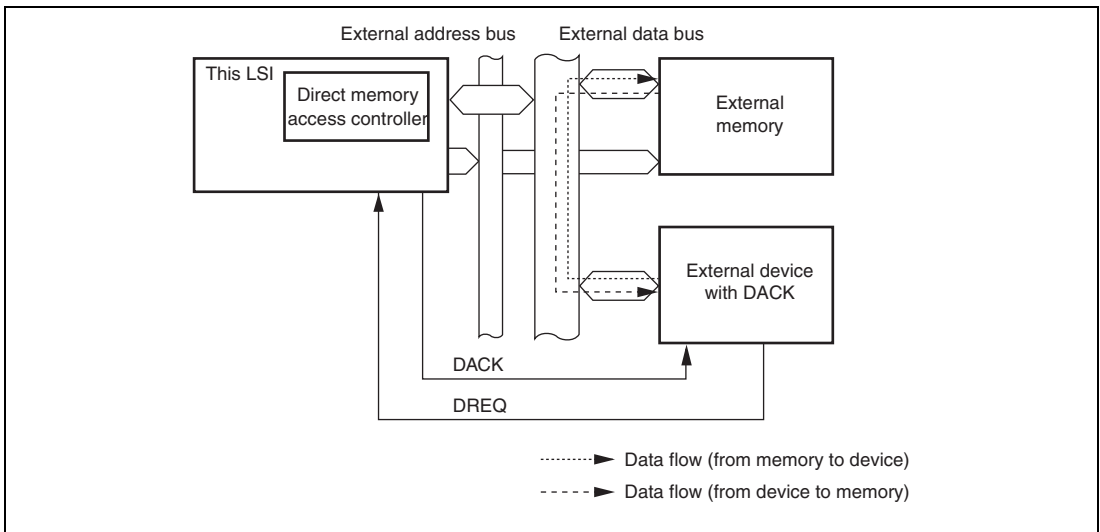 External address bus
External data bus
This LSI
Direct memory
access controller
External
memory
External device
with DACK
DACK
DREQ
Data flow (from memory to device)
Data flow (from device to memory)